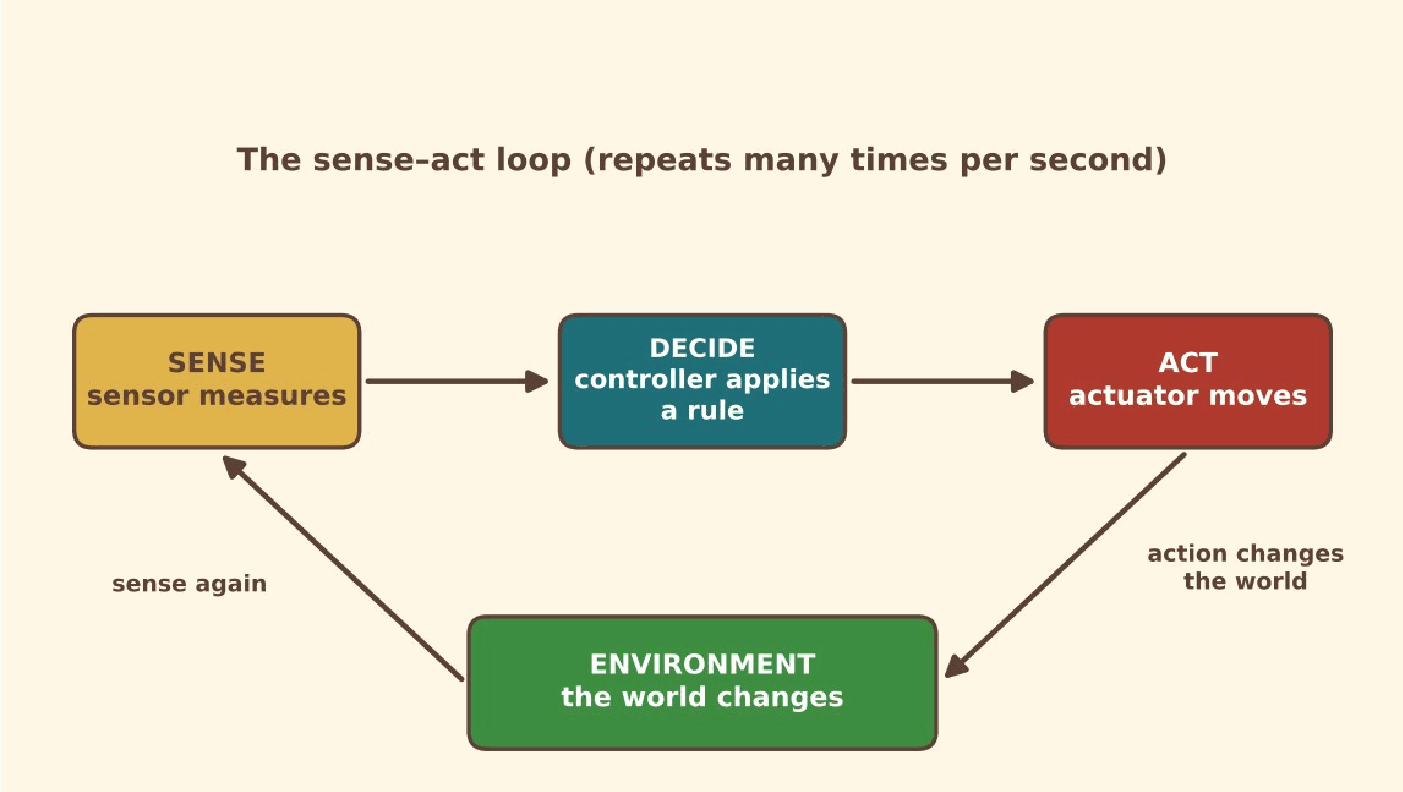 The sense–act loop (repeats many times per second)
SENSE
sensor measures
DECIDE
controller applies
a rule
ACT
actuator moves
sense again
action changes
the world
ENVIRONMENT
the world changes